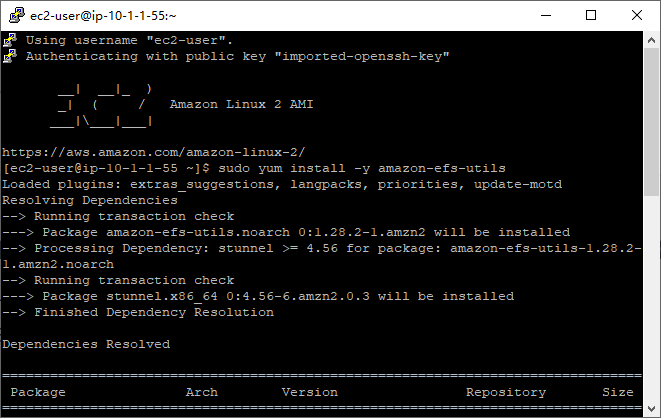 ec2-user@ip-10-1-1-55:~
Using username "ec2-user".
Authenticating with public key "imported-openssh-key"
       __|  __|_  )
       _|  (     /   Amazon Linux 2 AMI
      ___|\___|___|
https://aws.amazon.com/amazon-linux-2/
[ec2-user@ip-10-1-1-55 ~]$ sudo yum install -y amazon-efs-utils
Loaded plugins: extras_suggestions, langpacks, priorities, update-motd
Resolving Dependencies
--> Running transaction check
---> Package amazon-efs-utils.noarch 0:1.28.2-1.amzn2 will be installed
--> Processing Dependency: stunnel >= 4.56 for package: amazon-efs-utils-1.28.2-
1.amzn2.noarch
--> Running transaction check
---> Package stunnel.x86_64 0:4.56-6.amzn2.0.3 will be installed
--> Finished Dependency Resolution
Dependencies Resolved
================================================================================
 Package               Arch        Version                Repository       Size
================================================================================